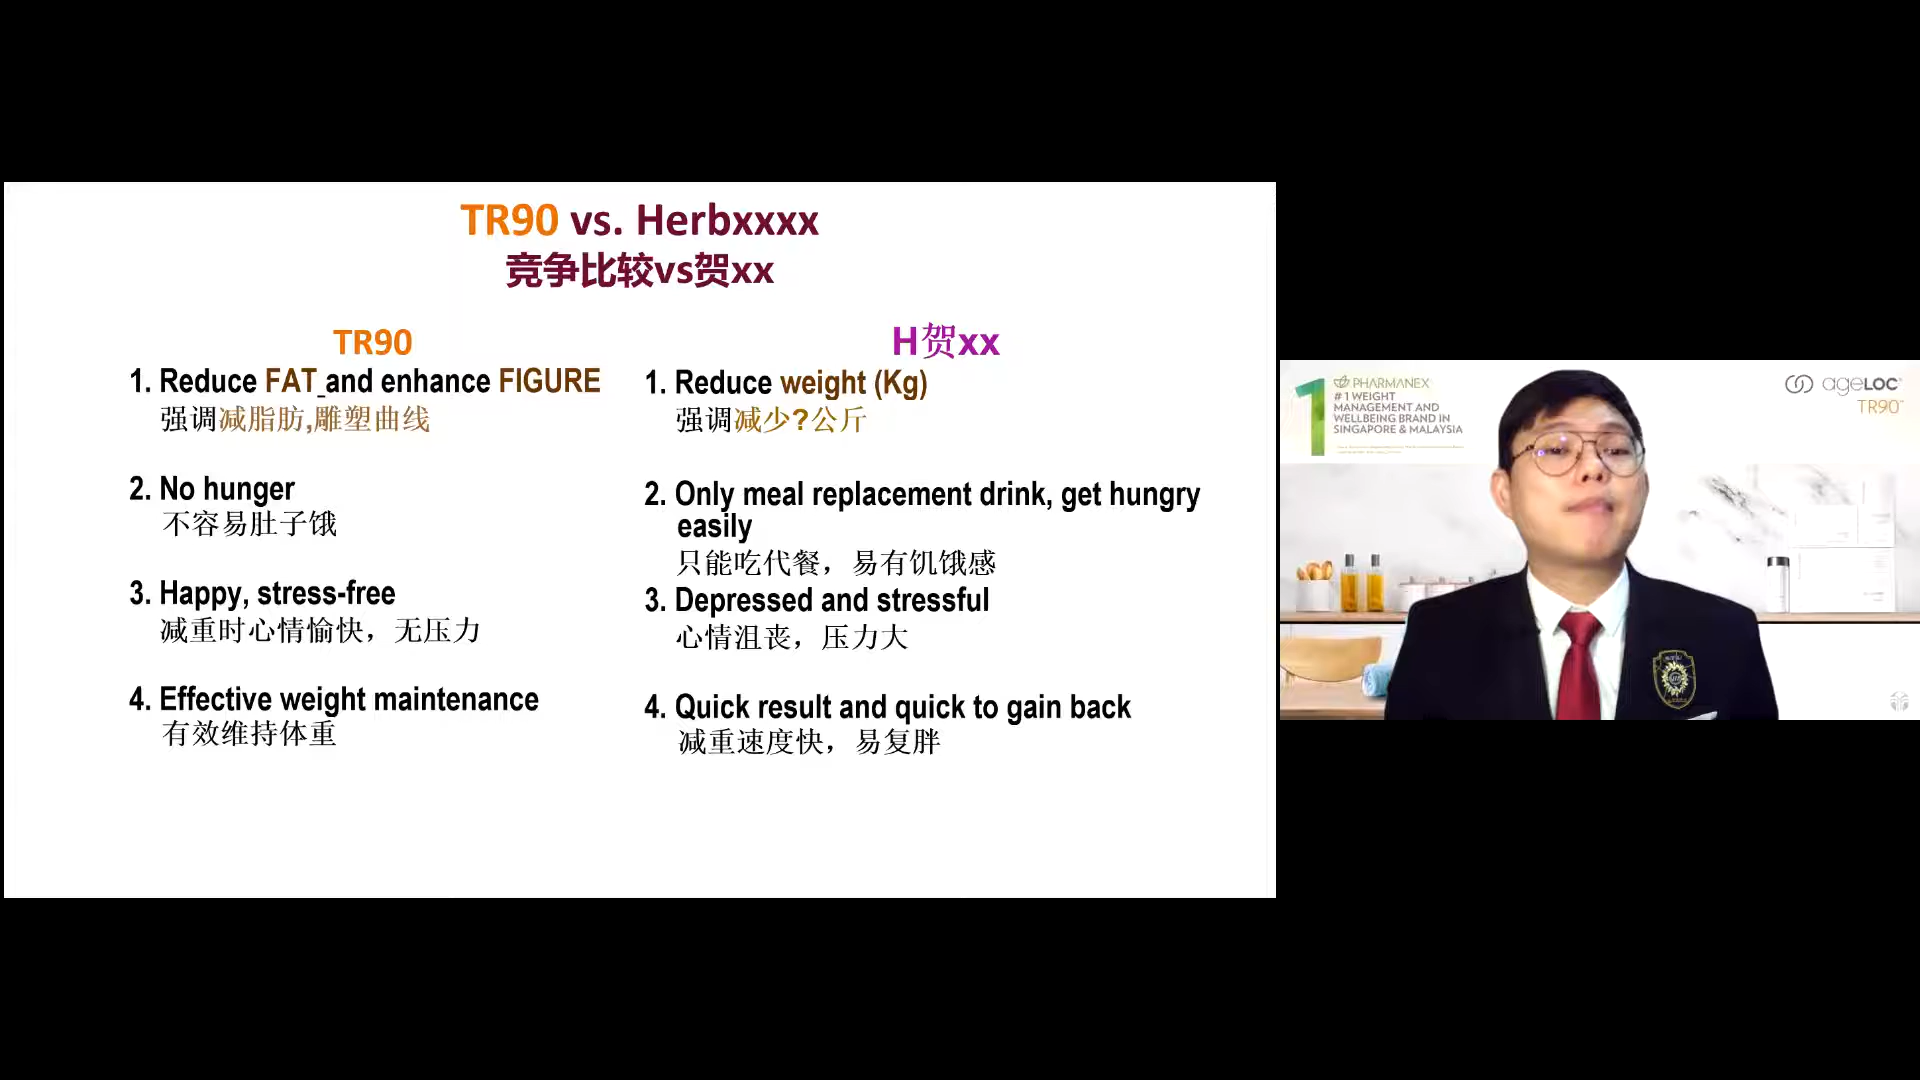 TR90 vs. Herbxxxx
竞争比较vs贺xx
TR90
1. Reduce FAT and enhance FIGURE
强调减脂肪,雕塑曲线
2. No hunger
不容易肚子饿
3. Happy, stress-free
减重时心情愉快，无压力
4. Effective weight maintenance
有效维持体重
H贺xx
1. Reduce weight (Kg)
强调减少?公斤
2. Only meal replacement drink, get hungry
easily
只能吃代餐，易有饥饿感
3. Depressed and stressful
心情沮丧，压力大
4. Quick result and quick to gain back
减重速度快，易复胖
1
PHARMANEX
#1 WEIGHT
MANAGEMENT AND
WELLBEING BRAND IN
SINGAPORE & MALAYSIA
ageLOC
TR90™